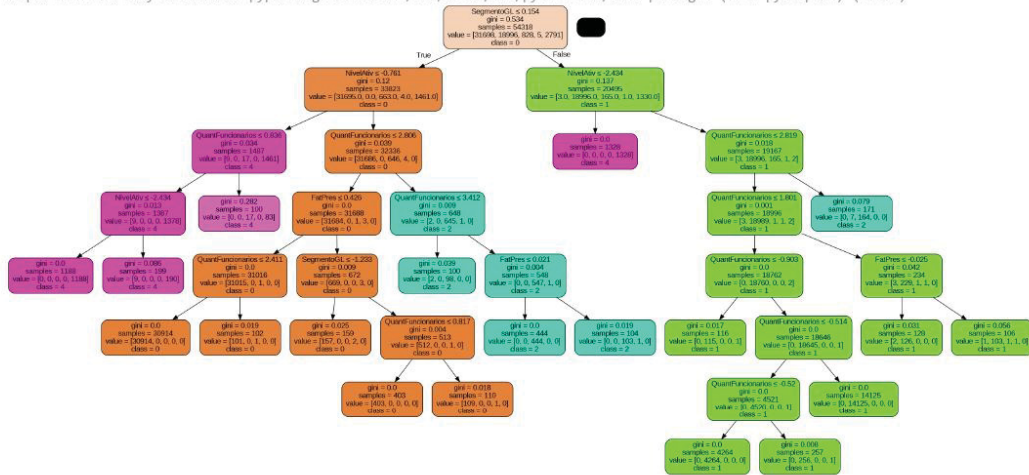 SegmentoGL ≤ 0.154
gini = 0.534
samples = 54318
value = [31698, 18996, 828, 5, 2791]
class = 0
True
False
NivelAtiv ≤ -0.761
gini = 0.12
samples = 33823
value = [31695.0, 0.0, 663.0, 4.0, 1461.0]
class = 0
NivelAtiv ≤ -2.434
gini = 0.137
samples = 20495
value = [3.0, 18996.0, 165.0, 1.0, 1330.0]
class = 1
QuantFuncionarios ≤ 0.636
gini = 0.034
samples = 1487
value = [9, 0, 17, 0, 1461]
class = 4
QuantFuncionarios ≤ 2.806
gini = 0.039
samples = 32336
value = [31686, 0, 646, 4, 0]
class = 0
gini = 0.0
samples = 1328
value = [0, 0, 0, 0, 1328]
class = 4
QuantFuncionarios ≤ 2.819
gini = 0.018
samples = 19167
value = [3, 18996, 165, 1, 2]
class = 1
NivelAtiv ≤ -2.434
gini = 0.013
samples = 1387
value = [9, 0, 0, 0, 1378]
class = 4
gini = 0.282
samples = 100
value = [0, 0, 17, 0, 83]
class = 4
FatPres ≤ 0.426
gini = 0.0
samples = 31688
value = [31684, 0, 1, 3, 0]
class = 0
QuantFuncionarios ≤ 3.412
gini = 0.009
samples = 648
value = [2, 0, 645, 1, 0]
class = 2
QuantFuncionarios ≤ 1.801
gini = 0.001
samples = 18996
value = [3, 18989, 1, 1, 2]
class = 1
gini = 0.079
samples = 171
value = [0, 7, 164, 0, 0]
class = 2
gini = 0.0
samples = 1188
value = [0, 0, 0, 0, 1188]
class = 4
gini = 0.086
samples = 199
value = [9, 0, 0, 0, 190]
class = 4
QuantFuncionarios ≤ 2.411
gini = 0.0
samples = 31016
value = [31015, 0, 1, 0, 0]
class = 0
SegmentoGL ≤ -1.233
gini = 0.009
samples = 672
value = [669, 0, 0, 3, 0]
class = 0
gini = 0.039
samples = 100
value = [2, 0, 98, 0, 0]
class = 2
FatPres ≤ 0.021
gini = 0.004
samples = 548
value = [0, 0, 547, 1, 0]
class = 2
QuantFuncionarios ≤ -0.903
gini = 0.0
samples = 18762
value = [0, 18760, 0, 0, 2]
class = 1
FatPres ≤ -0.025
gini = 0.042
samples = 234
value = [3, 229, 1, 1, 0]
class = 1
gini = 0.0
samples = 30914
value = [30914, 0, 0, 0, 0]
class = 0
gini = 0.019
samples = 102
value = [101, 0, 1, 0, 0]
class = 0
gini = 0.025
samples = 159
value = [157, 0, 0, 2, 0]
class = 0
QuantFuncionarios ≤ 0.817
gini = 0.004
samples = 513
value = [512, 0, 0, 1, 0]
class = 0
gini = 0.0
samples = 444
value = [0, 0, 444, 0, 0]
class = 2
gini = 0.019
samples = 104
value = [0, 0, 103, 1, 0]
class = 2
gini = 0.017
samples = 116
value = [0, 115, 0, 0, 1]
class = 1
QuantFuncionarios ≤ -0.514
gini = 0.0
samples = 18646
value = [0, 18645, 0, 0, 1]
class = 1
gini = 0.031
samples = 128
value = [2, 126, 0, 0, 0]
class = 1
gini = 0.056
samples = 106
value = [1, 103, 1, 1, 0]
class = 1
gini = 0.0
samples = 403
value = [403, 0, 0, 0, 0]
class = 0
gini = 0.018
samples = 110
value = [109, 0, 0, 1, 0]
class = 0
QuantFuncionarios ≤ -0.52
gini = 0.0
samples = 4521
value = [0, 4520, 0, 0, 1]
class = 1
gini = 0.0
samples = 14125
value = [0, 14125, 0, 0, 0]
class = 1
gini = 0.0
samples = 4264
value = [0, 4264, 0, 0, 0]
class = 1
gini = 0.008
samples = 257
value = [0, 256, 0, 0, 1]
class = 1